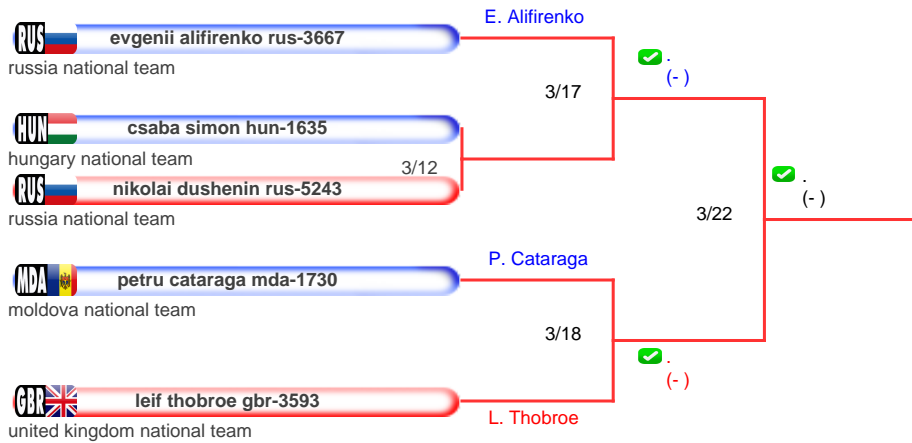 E. Alifirenko
RUS evgenii alifirenko rus-3667
russia national team
.
(- )
3/17
HUN csaba simon hun-1635
hungary national team
3/12
RUS nikolai dushenin rus-5243
russia national team
.
(- )
3/22
P. Cataraga
MDA petru cataraga mda-1730
moldova national team
3/18
.
(- )
GBR leif thobroe gbr-3593
L. Thobroe
united kingdom national team